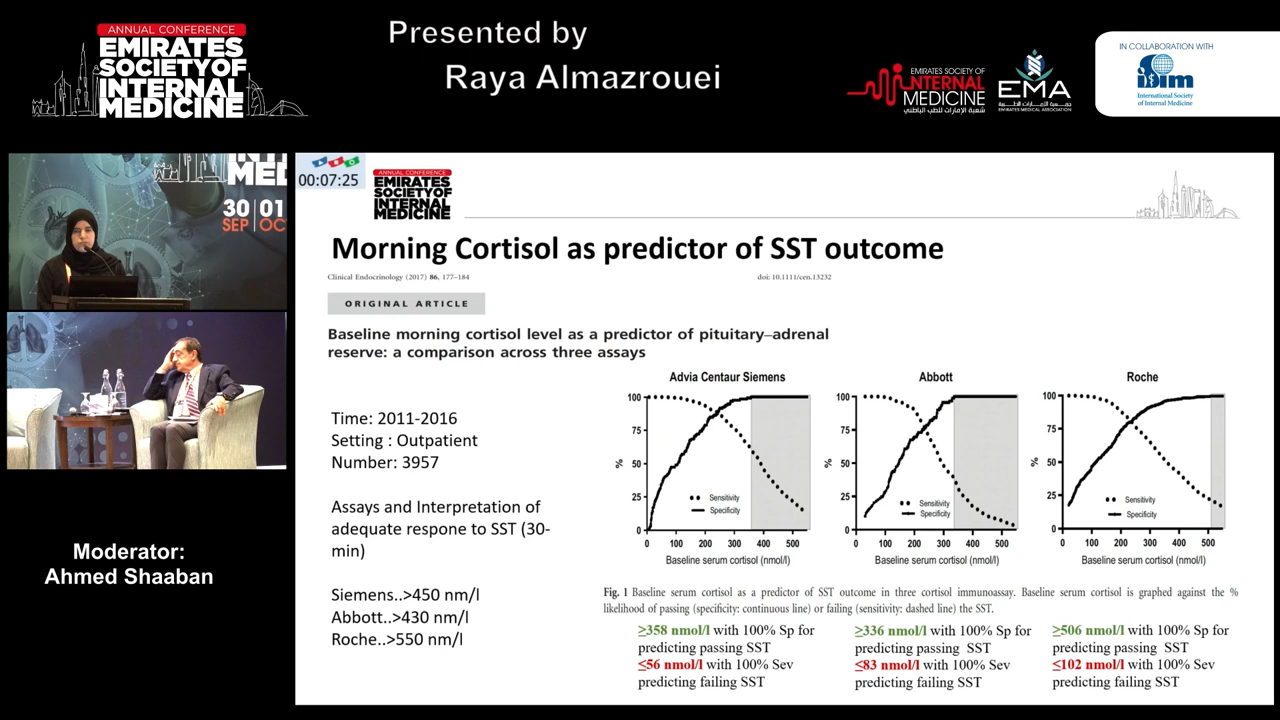 ANNUAL CONFERENCE
EMIRATES
SOCIETY OF
INTERNAL
MEDICINE
Presented by
Raya Almazrouei
EMIRATES SOCIETY OF
INTERNAL
MEDICINE
شعبة الإمارات للطب الباطني
EMA
EMIRATES MEDICAL ASSOCIATION
IN COLLABORATION WITH
isim
International Society
of Internal Medicine
MED
30 01
SEP OC
Moderator:
Ahmed Shaaban
00:07:25
ANNUAL CONFERENCE
EMIRATES
SOCIETY OF
INTERNAL
MEDICINE
Morning Cortisol as predictor of SST outcome
Clinical Endocrinology (2017) 86, 177–184
doi: 10.1111/cen.13232
ORIGINAL ARTICLE
Baseline morning cortisol level as a predictor of pituitary–adrenal
reserve: a comparison across three assays
Time: 2011-2016
Setting : Outpatient
Number: 3957
Assays and Interpretation of
adequate respone to SST (30-
min)
Siemens..>450 nm/l
Abbott..>430 nm/l
Roche..>550 nm/l
Advia Centaur Siemens
100
75
50
25
0
%
Sensitivity
Specificity
0 100 200 300 400 500
Baseline serum cortisol (nmol/l)
Abbott
100
75
50
25
0
%
Sensitivity
Specificity
0 100 200 300 400 500
Baseline serum cortisol (nmol/l)
Roche
100
75
50
25
0
%
Sensitivity
Specificity
0 100 200 300 400 500
Baseline serum cortisol (nmol/l)
Fig. 1 Baseline serum cortisol as a predictor of SST outcome in three cortisol immunoassay. Baseline serum cortisol is graphed against the %
likelihood of passing (specificity: continuous line) or failing (sensitivity: dashed line) the SST.
≥358 nmol/l with 100% Sp for
predicting passing SST
≤56 nmol/l with 100% Sev
predicting failing SST
≥336 nmol/l with 100% Sp for
predicting passing SST
≤83 nmol/l with 100% Sev
predicting failing SST
≥506 nmol/l with 100% Sp for
predicting passing SST
≤102 nmol/l with 100% Sev
predicting failing SST